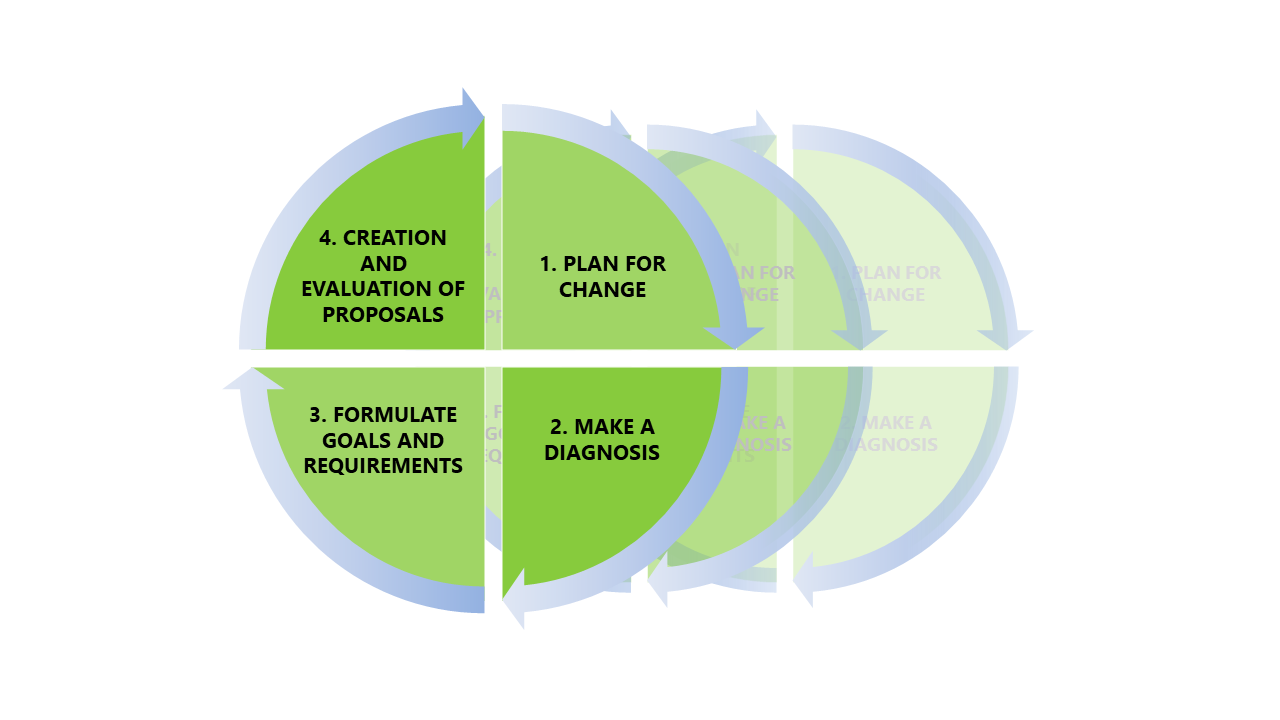 4. CREATION
AND
EVALUATION OF
PROPOSALS
1. PLAN FOR
CHANGE
3. FORMULATE
GOALS AND
REQUIREMENTS
2. MAKE A
DIAGNOSIS
PLAN FOR
CHANGE
2. MAKE A
DIAGNOSIS